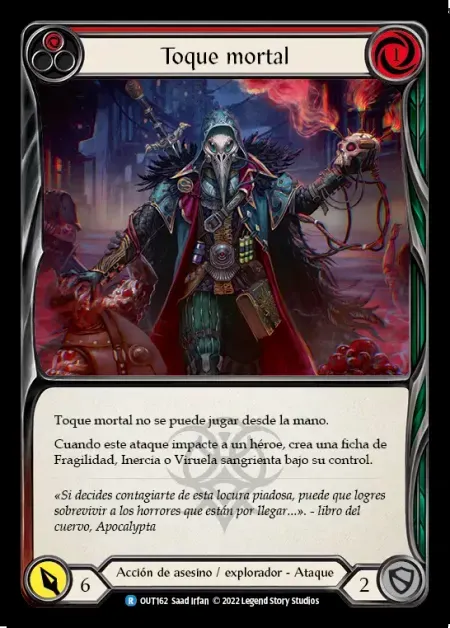 1
Toque mortal
Toque mortal no se puede jugar desde la mano.
Cuando este ataque impacte a un héroe, crea una ficha de
Fragilidad, Inercia o Viruela sangrienta bajo su control.
«Si decides contagiarte de esta locura piadosa, puede que logres
sobrevivir a los horrores que están por llegar...». - libro del
cuervo, Apocalypta
6
Acción de asesino / explorador - Ataque
2
R OUT162 Saad Irfan © 2022 Legend Story Studios